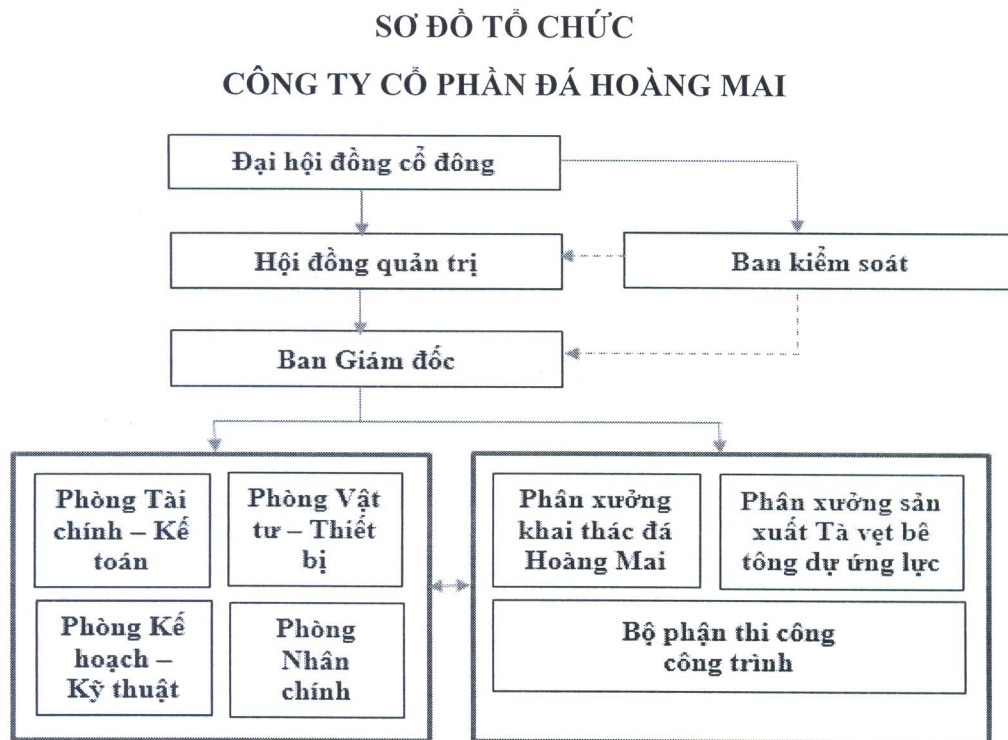 SƠ ĐỒ TỔ CHỨC
CÔNG TY CỔ PHẦN ĐÁ HOÀNG MAI
Đại hội đồng cổ đông
Hội đồng quản trị
Ban kiểm soát
Ban Giám đốc
Phòng Tài
chính – Kế
toán
Phòng Vật
tư – Thiết
bị
Phòng Kế
hoạch –
Kỹ thuật
Phòng
Nhân
chính
Phân xưởng
khai thác đá
Hoàng Mai
Phân xưởng sản
xuất Tà vẹt bê
tông dự ứng lực
Bộ phận thi công
công trình